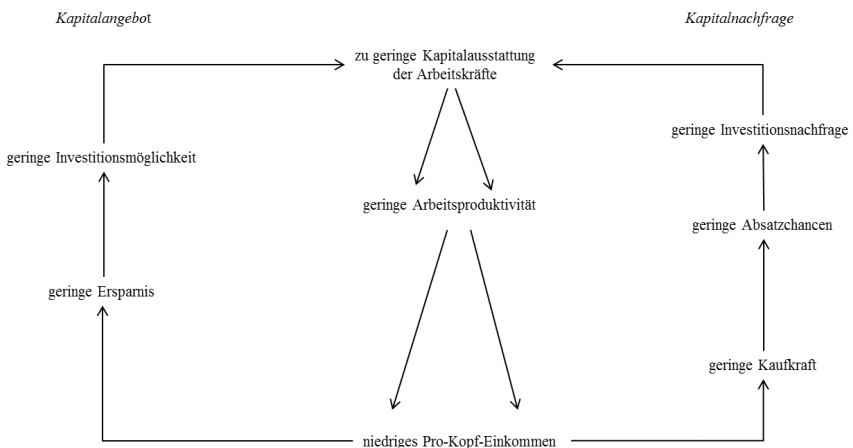 Kapitalangebot
Kapitalnachfrage
zu geringe Kapitalausstattung
der Arbeitskräfte
geringe Investitionsnachfrage
geringe Investitionsmöglichkeit
geringe Arbeitsproduktivität
geringe Absatzchancen
geringe Ersparnis
geringe Kaufkraft
niedriges Pro-Kopf-Einkommen